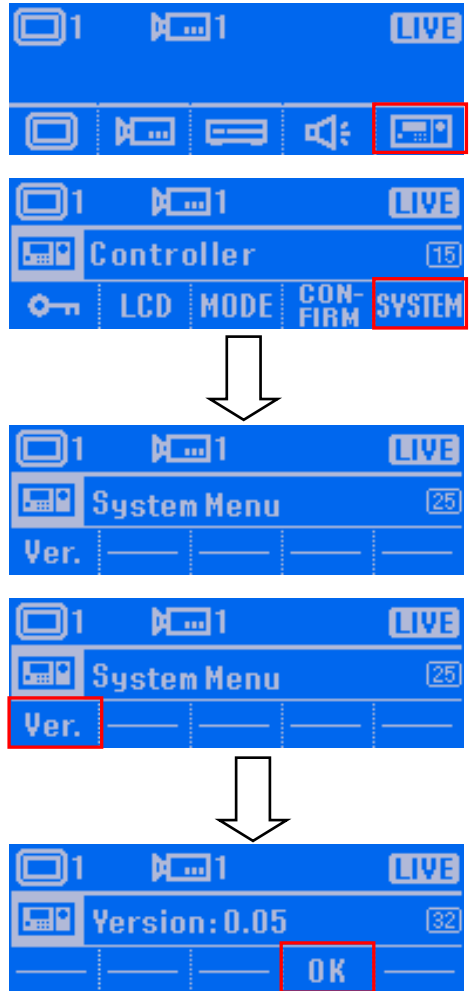 1 1 LIVE
1 1 LIVE
Controller 15
LCD MODE CON-FIRM SYSTEM
1 1 LIVE
System Menu 25
Ver.
1 1 LIVE
System Menu 25
Ver.
1 1 LIVE
Version:0.05 32
OK